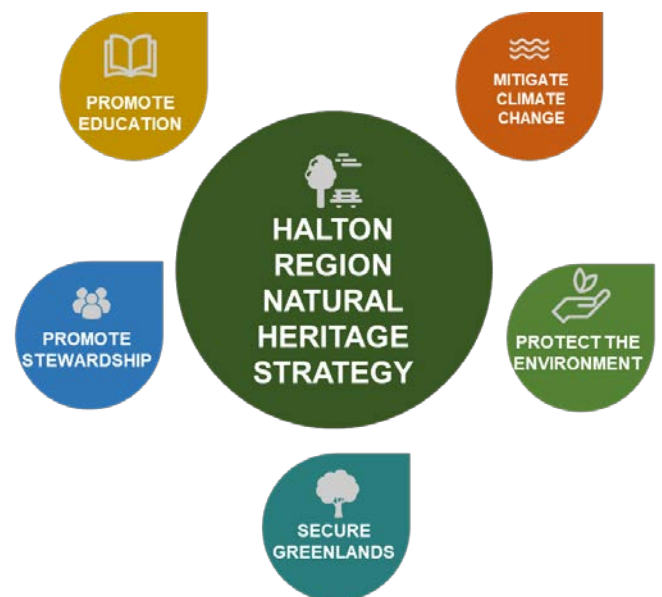 PROMOTE
EDUCATION
MITIGATE
CLIMATE
CHANGE
HALTON
REGION
NATURAL
HERITAGE
STRATEGY
PROMOTE
STEWARDSHIP
PROTECT THE
ENVIRONMENT
SECURE
GREENLANDS